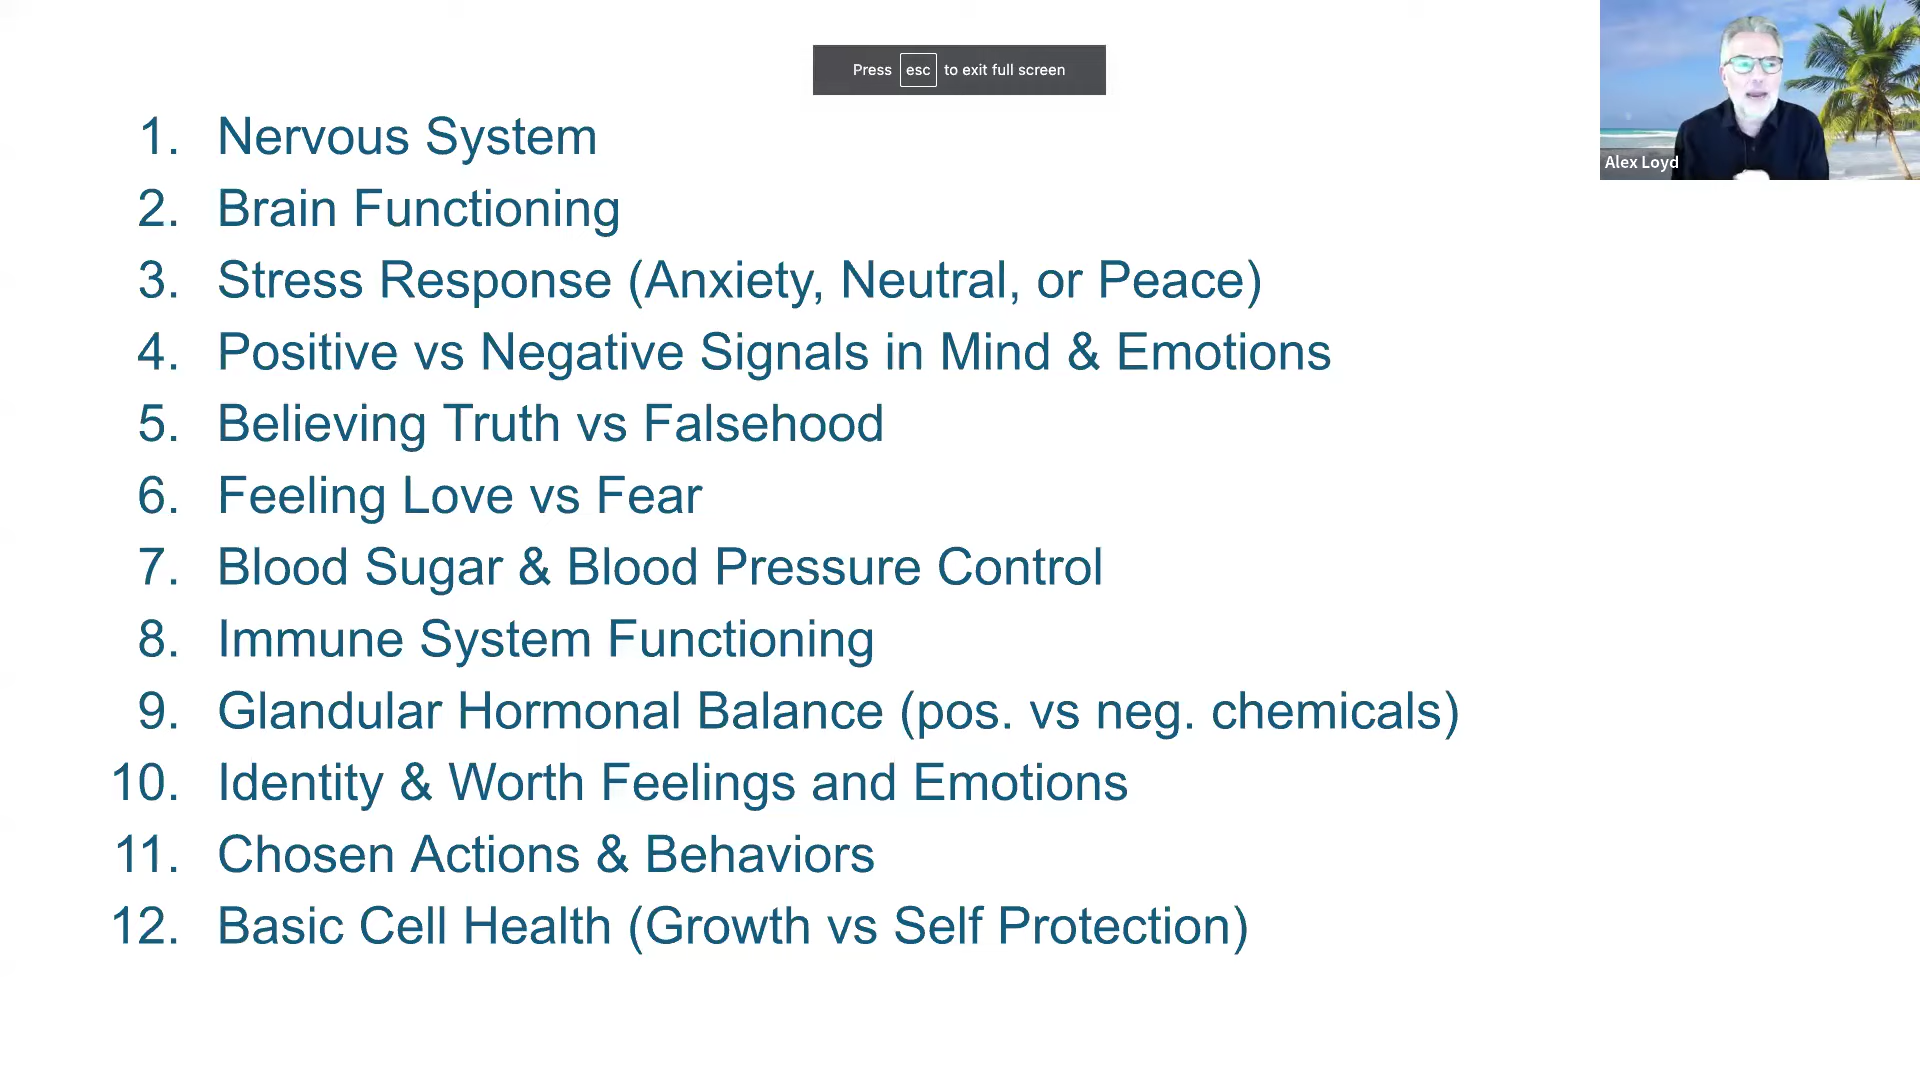 Press esc to exit full screen
Alex Loyd
1. Nervous System
2. Brain Functioning
3. Stress Response (Anxiety, Neutral, or Peace)
4. Positive vs Negative Signals in Mind & Emotions
5. Believing Truth vs Falsehood
6. Feeling Love vs Fear
7. Blood Sugar & Blood Pressure Control
8. Immune System Functioning
9. Glandular Hormonal Balance (pos. vs neg. chemicals)
10. Identity & Worth Feelings and Emotions
11. Chosen Actions & Behaviors
12. Basic Cell Health (Growth vs Self Protection)